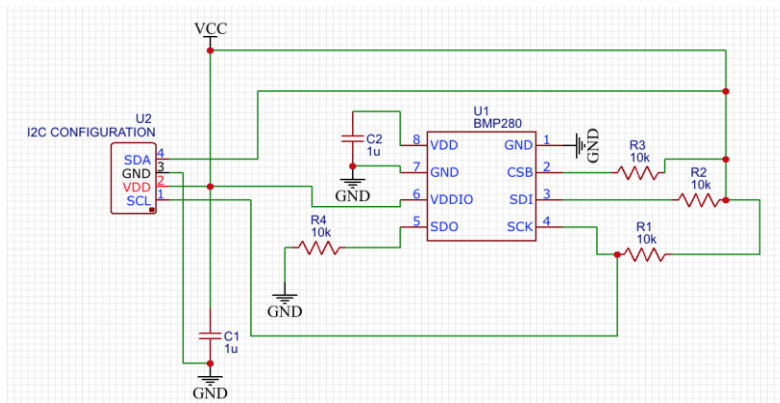 VCC
U2
I2C CONFIGURATION
SDA 4
GND 3
VDD 2
SCL 1
C2
1u
GND
U1
BMP280
8 VDD
7 GND
6 VDDIO
5 SDO
GND 1
CSB 2
SDI 3
SCK 4
GND
R3
10k
R2
10k
R1
10k
R4
10k
GND
C1
1u
GND